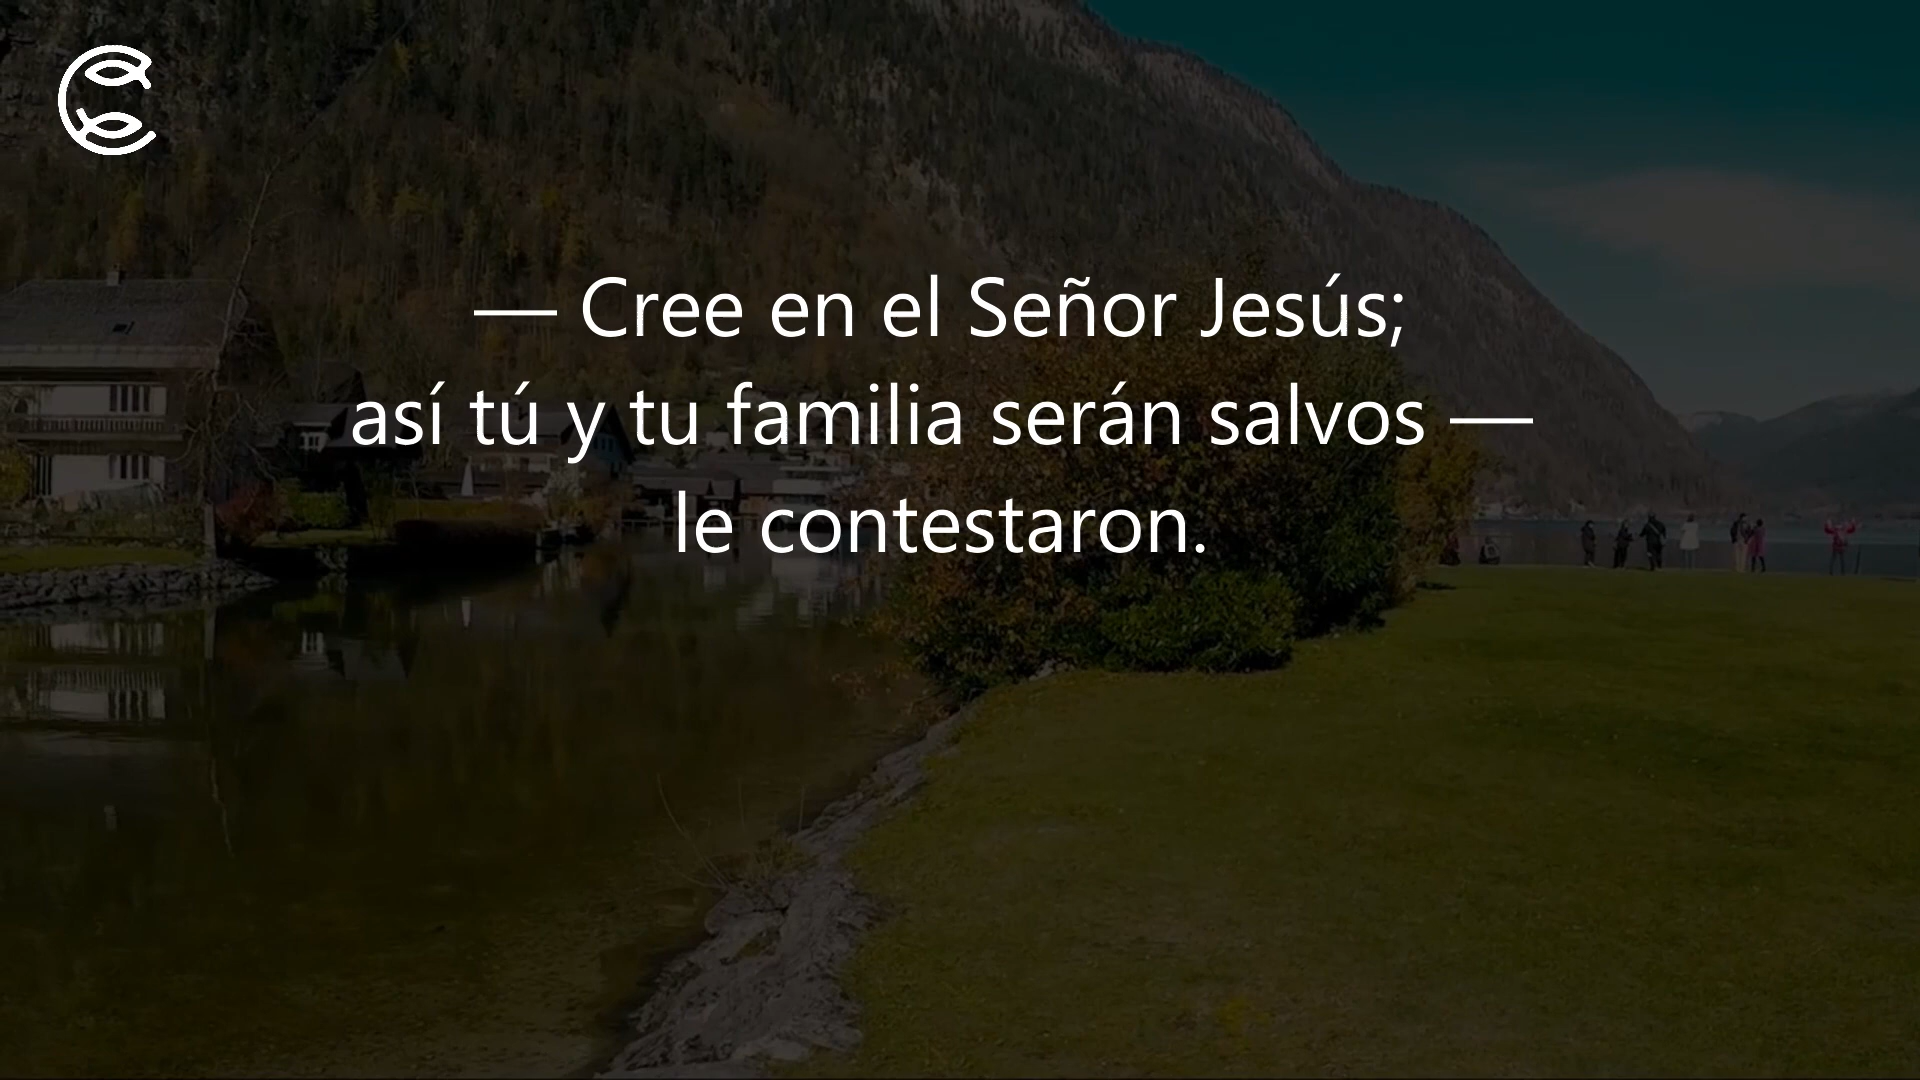 — Cree en el Señor Jesús;
así tú y tu familia serán salvos —
le contestaron.